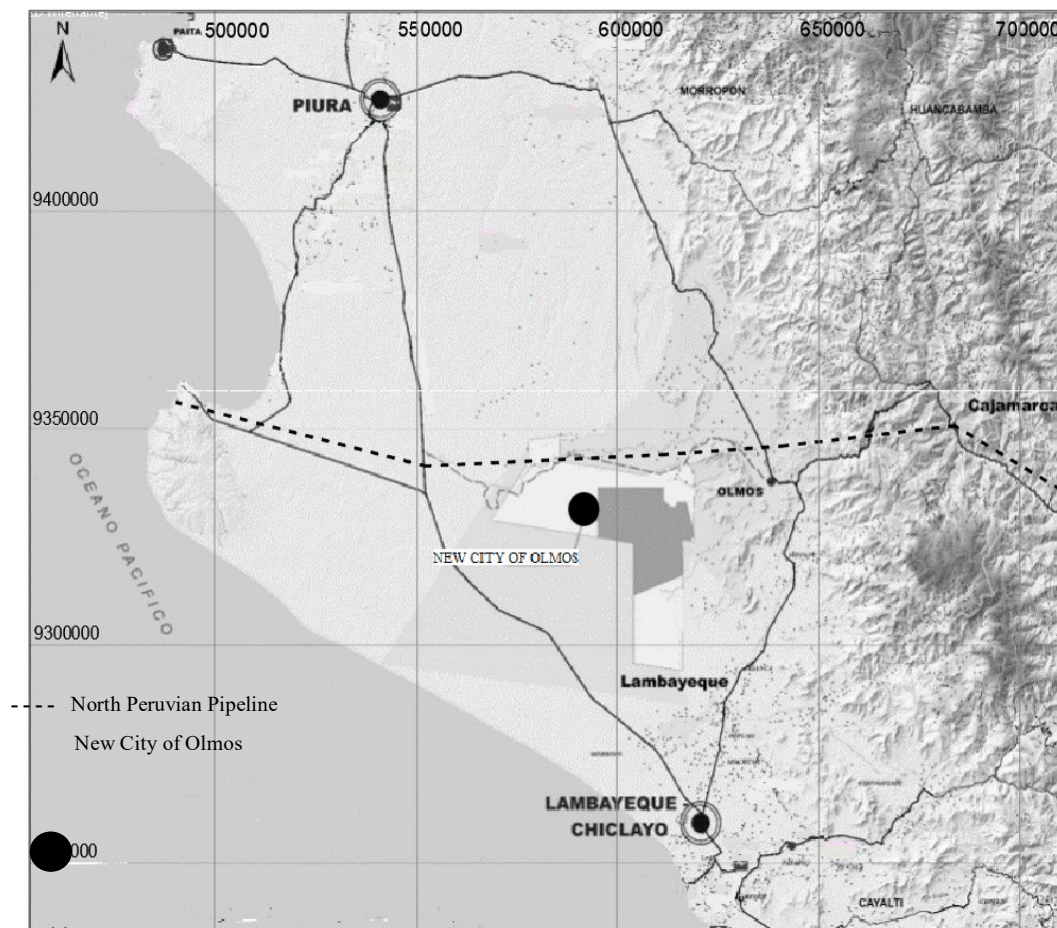 500000 550000 600000 650000 700000
N
PAITA
PIURA
MORROPON
HUANCABAMBA
9400000
9350000
Cajamarca
OCEANO PACIFICO
OLMOS
NEW CITY OF OLMOS
9300000
Lambayeque
North Peruvian Pipeline
New City of Olmos
LAMBAYEQUE
CHICLAYO
000
CAYALTI